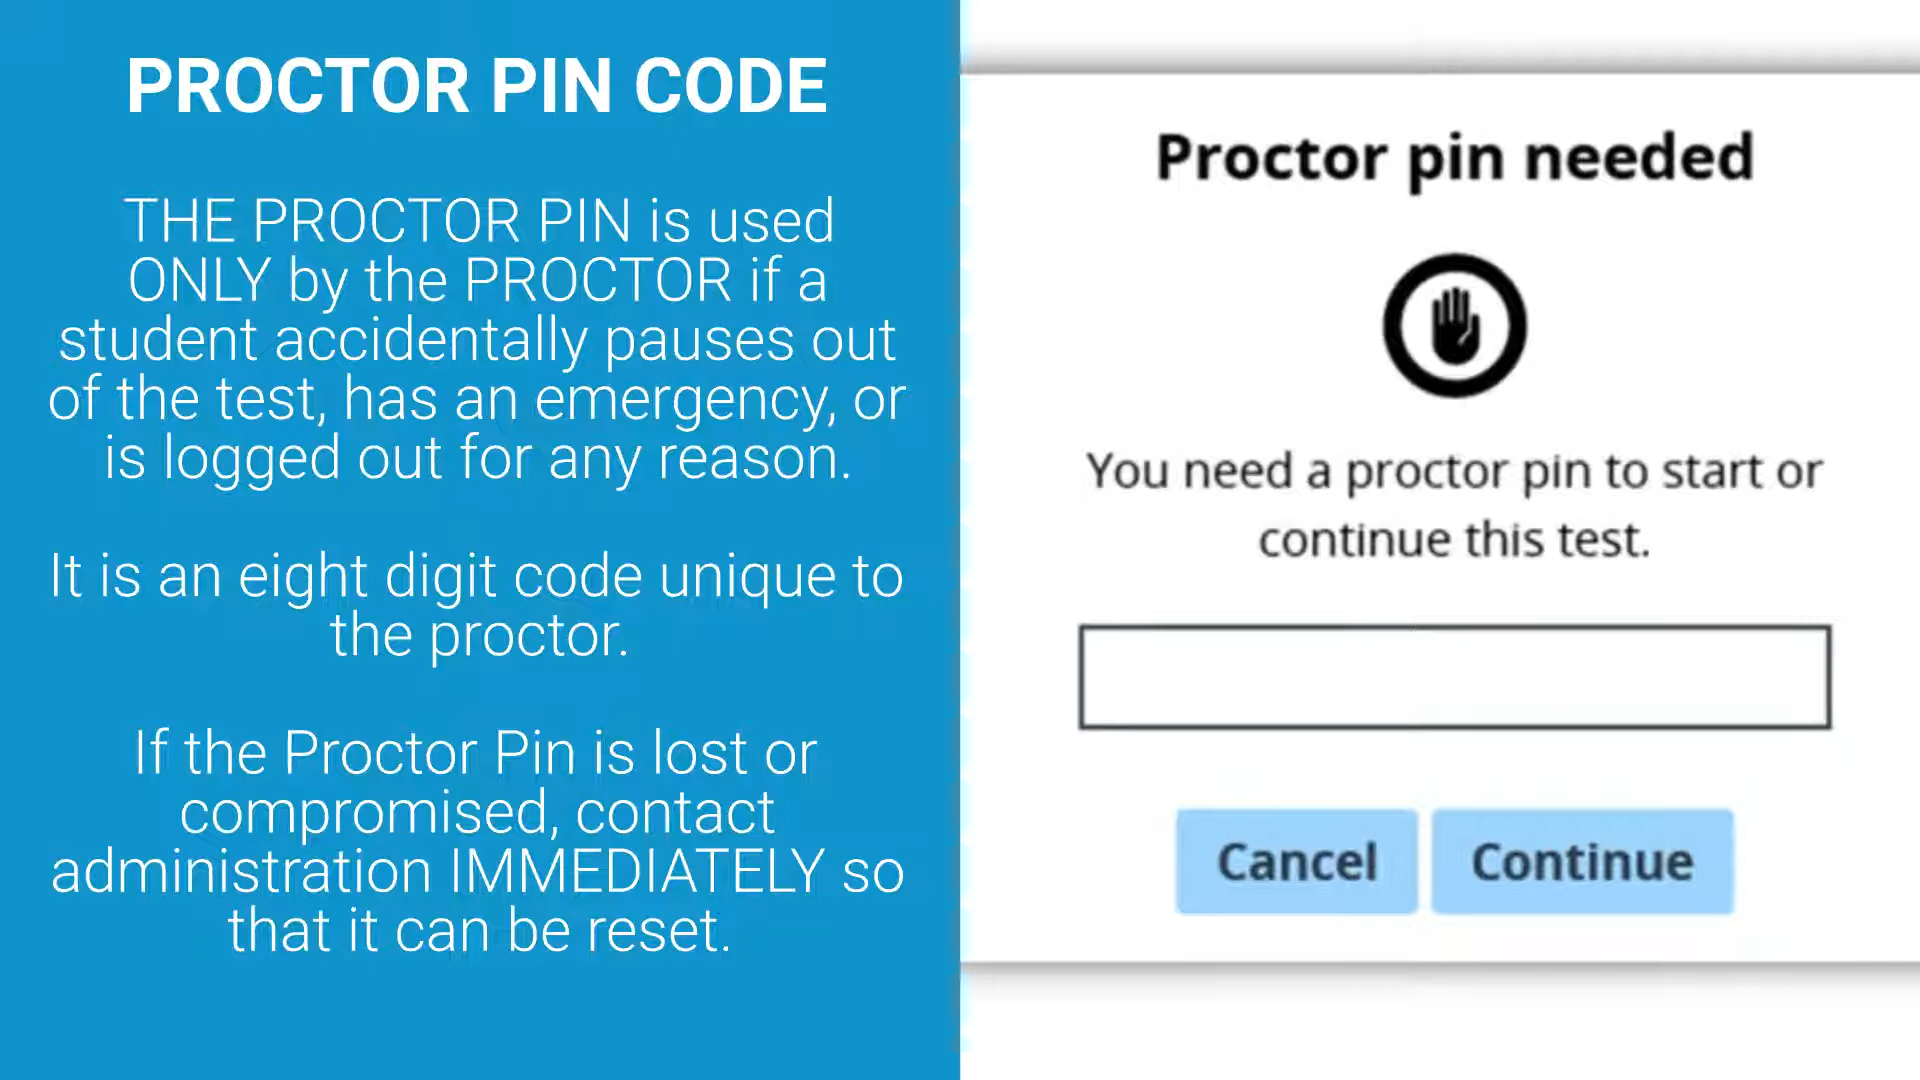 PROCTOR PIN CODE
THE PROCTOR PIN is used
ONLY by the PROCTOR if a
student accidentally pauses out
of the test, has an emergency, or
is logged out for any reason.
It is an eight digit code unique to
the proctor.
If the Proctor Pin is lost or
compromised, contact
administration IMMEDIATELY so
that it can be reset.
Proctor pin needed
You need a proctor pin to start or
continue this test.
Cancel
Continue